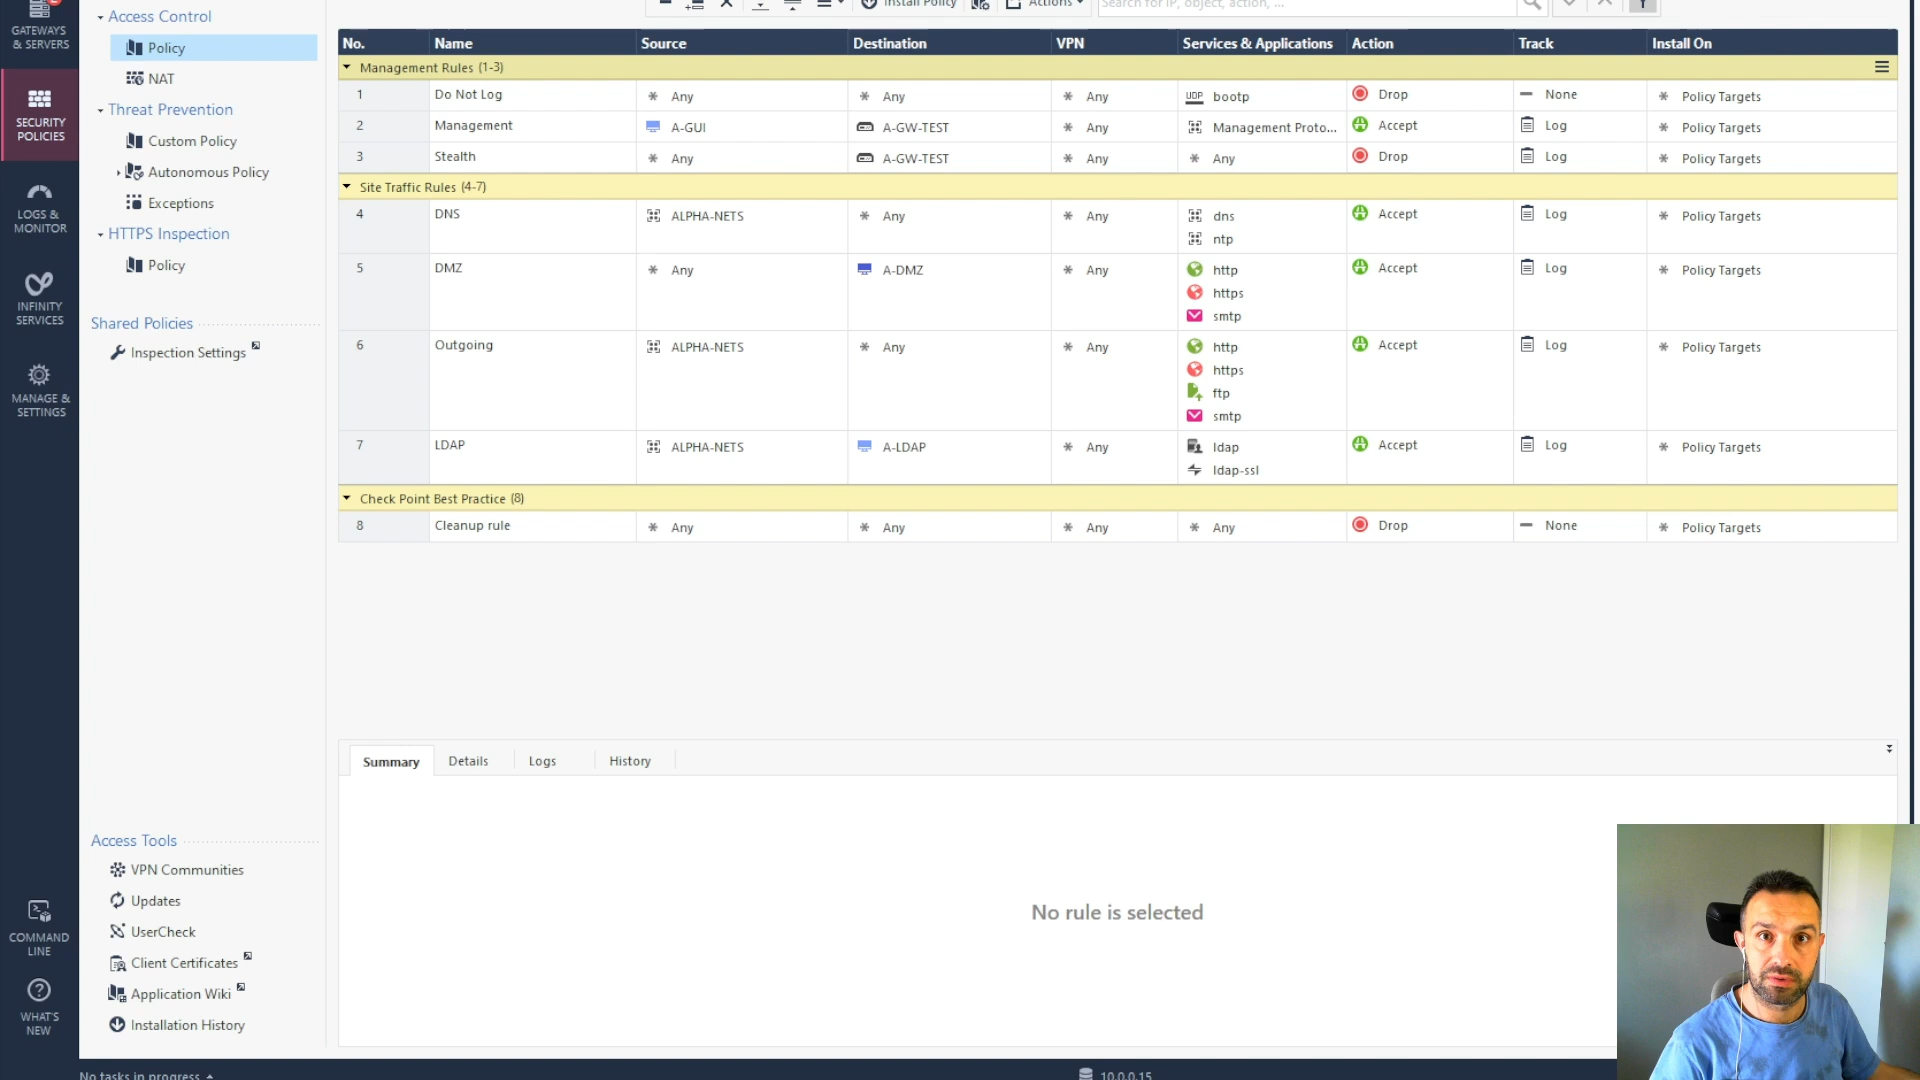 GATEWAYS & SERVERS
SECURITY POLICIES
LOGS & MONITOR
INFINITY SERVICES
MANAGE & SETTINGS
COMMAND LINE
WHAT'S NEW
Access Control
Policy
NAT
Threat Prevention
Custom Policy
Autonomous Policy
Exceptions
HTTPS Inspection
Policy
Shared Policies
Inspection Settings
Access Tools
VPN Communities
Updates
UserCheck
Client Certificates
Application Wiki
Installation History
Install Policy Actions Search for IP, object, action, ...
No. Name Source Destination VPN Services & Applications Action Track Install On
Management Rules (1-3)
1 Do Not Log * Any * Any * Any UDP bootp Drop — None * Policy Targets
2 Management A-GUI A-GW-TEST * Any Management Proto... Accept Log * Policy Targets
3 Stealth * Any A-GW-TEST * Any * Any Drop Log * Policy Targets
Site Traffic Rules (4-7)
4 DNS ALPHA-NETS * Any * Any dns Accept Log * Policy Targets
ntp
5 DMZ * Any A-DMZ * Any http Accept Log * Policy Targets
https
smtp
6 Outgoing ALPHA-NETS * Any * Any http Accept Log * Policy Targets
https
ftp
smtp
7 LDAP ALPHA-NETS A-LDAP * Any ldap Accept Log * Policy Targets
ldap-ssl
Check Point Best Practice (8)
8 Cleanup rule * Any * Any * Any * Any Drop — None * Policy Targets
Summary Details Logs History
No rule is selected
No tasks in progress
10.0.0.15